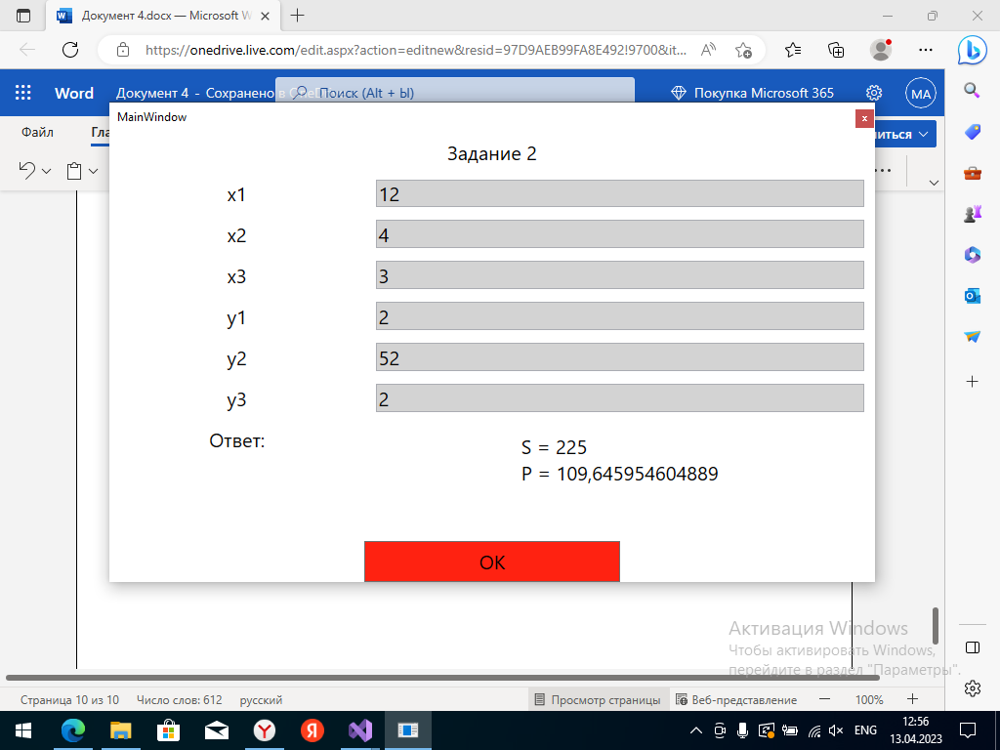 Документ 4.docx — Microsoft W
https://onedrive.live.com/edit.aspx?action=editnew&resid=97D9AEB99FA8E492!9700&it...
Word Документ 4 - Сохранено в Поиск (Alt + Ы) Покупка Microsoft 365 MA
Файл Гла иться
MainWindow
Задание 2
x1 12
x2 4
x3 3
y1 2
y2 52
y3 2
Ответ:
S = 225
P = 109,645954604889
OK
Активация Windows
Чтобы активировать Windows,
перейдите в раздел "Параметры".
Страница 10 из 10 Число слов: 612 русский Просмотр страницы Веб-представление 100%
ENG 12:56
13.04.2023